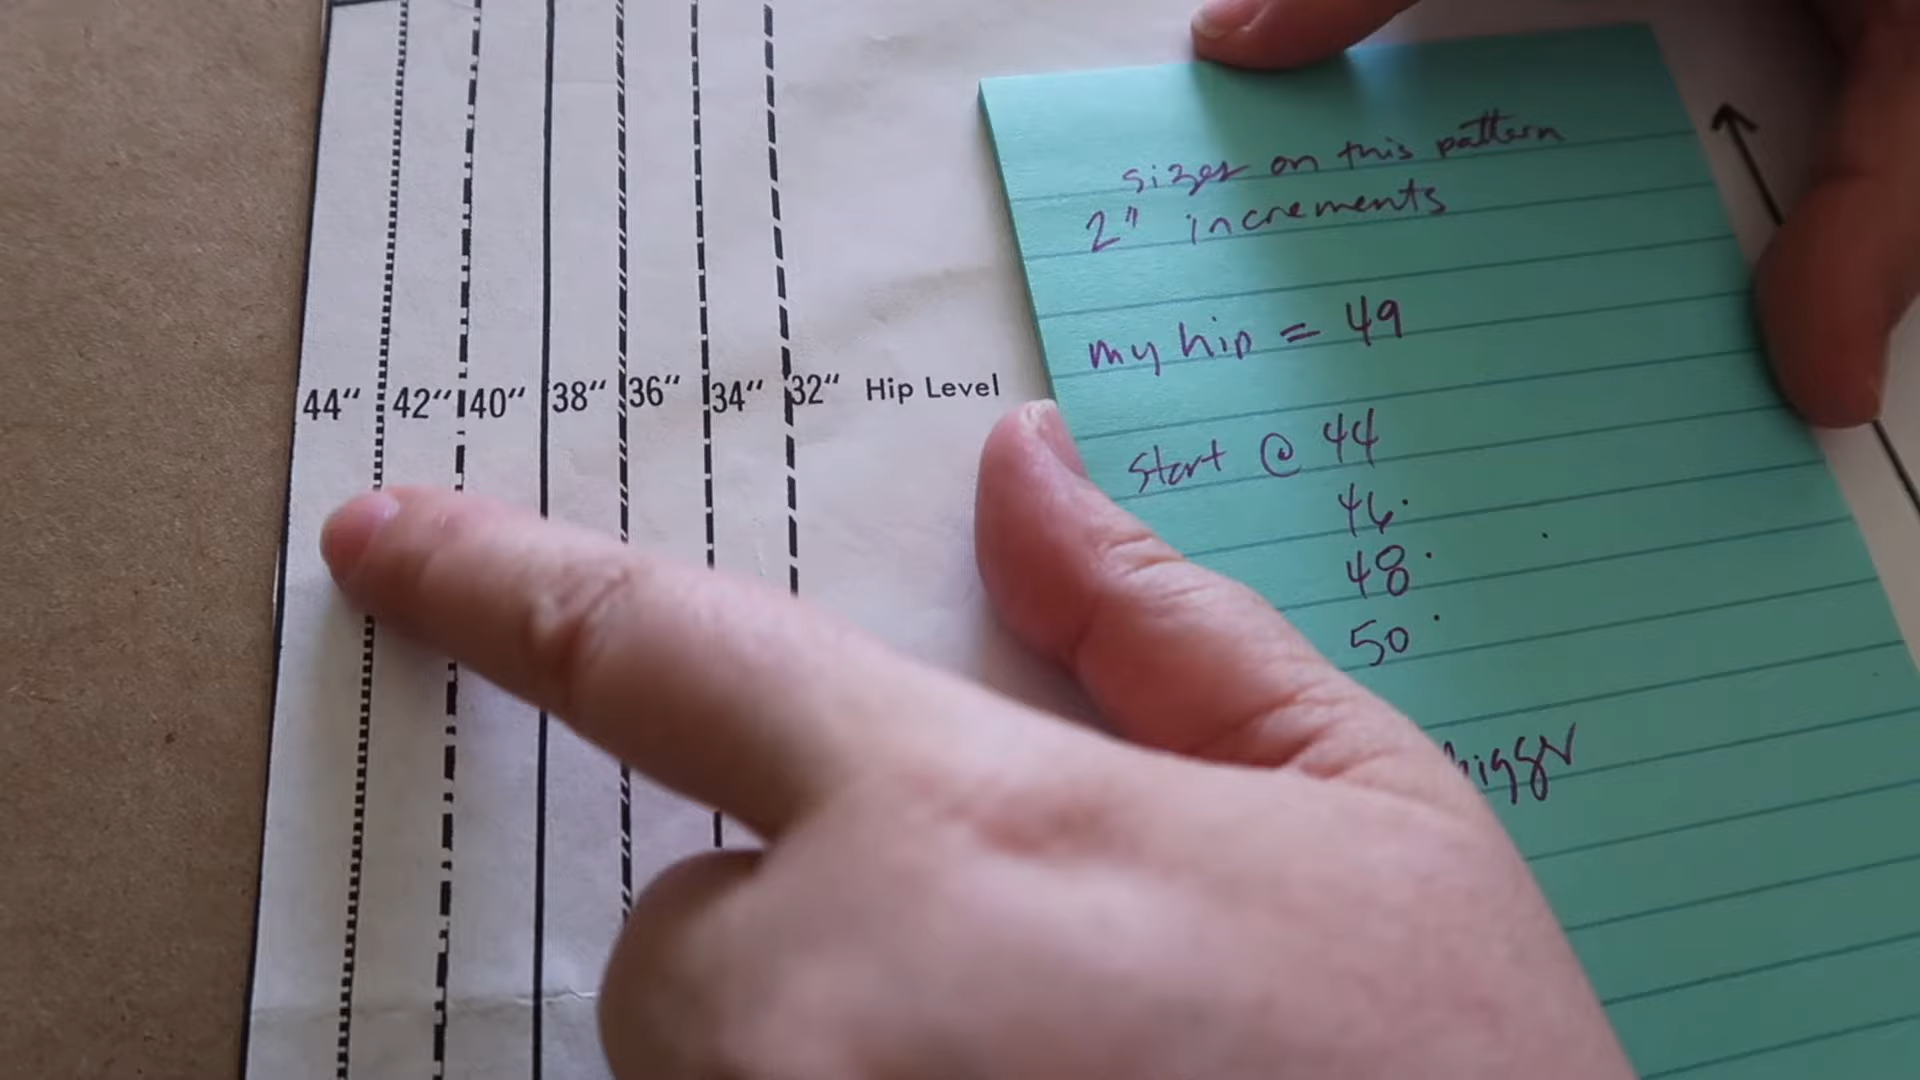 44" 42" 40" 38" 36" 34" 32" Hip Level
sizes on this pattern
2" increments
my hip = 49
start @ 44
46
48
50
bigger